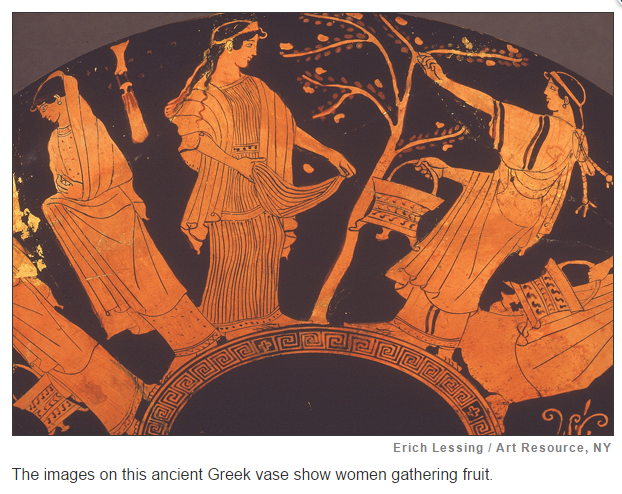 Erich Lessing / Art Resource, NY
The images on this ancient Greek vase show women gathering fruit.